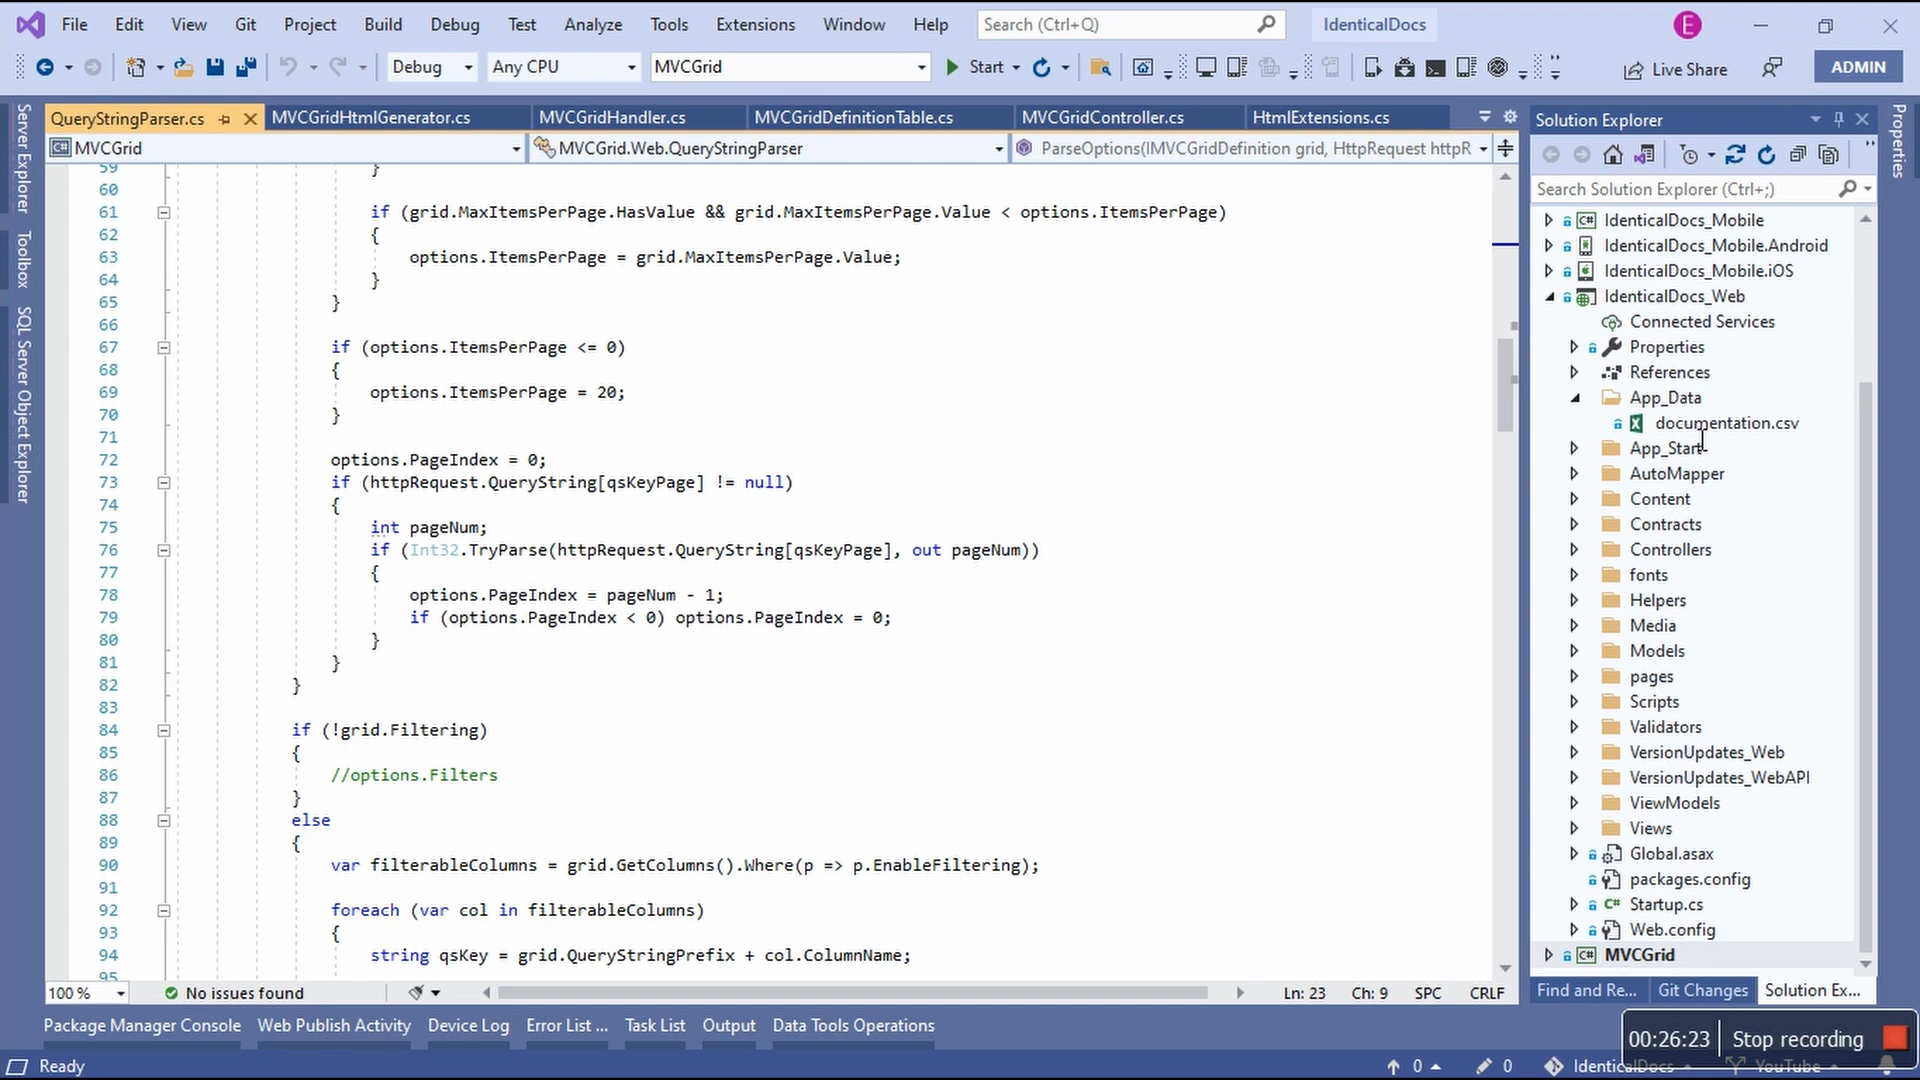 File Edit View Git Project Build Debug Test Analyze Tools Extensions Window Help Search (Ctrl+Q) IdenticalDocs E
Debug Any CPU MVCGrid Start Live Share ADMIN
Server Explorer
Toolbox
SQL Server Object Explorer
QueryStringParser.cs MVCGridHtmlGenerator.cs MVCGridHandler.cs MVCGridDefinitionTable.cs MVCGridController.cs HtmlExtensions.cs
MVCGrid MVCGrid.Web.QueryStringParser ParseOptions(IMVCGridDefinition grid, HttpRequest httpR
59 }
60
61 if (grid.MaxItemsPerPage.HasValue && grid.MaxItemsPerPage.Value < options.ItemsPerPage)
62 {
63 options.ItemsPerPage = grid.MaxItemsPerPage.Value;
64 }
65 }
66
67 if (options.ItemsPerPage <= 0)
68 {
69 options.ItemsPerPage = 20;
70 }
71
72 options.PageIndex = 0;
73 if (httpRequest.QueryString[qsKeyPage] != null)
74 {
75 int pageNum;
76 if (Int32.TryParse(httpRequest.QueryString[qsKeyPage], out pageNum))
77 {
78 options.PageIndex = pageNum - 1;
79 if (options.PageIndex < 0) options.PageIndex = 0;
80 }
81 }
82 }
83
84 if (!grid.Filtering)
85 {
86 //options.Filters
87 }
88 else
89 {
90 var filterableColumns = grid.GetColumns().Where(p => p.EnableFiltering);
91
92 foreach (var col in filterableColumns)
93 {
94 string qsKey = grid.QueryStringPrefix + col.ColumnName;
95
100 % No issues found Ln: 23 Ch: 9 SPC CRLF
Solution Explorer
Search Solution Explorer (Ctrl+;)
IdenticalDocs_Mobile
IdenticalDocs_Mobile.Android
IdenticalDocs_Mobile.iOS
IdenticalDocs_Web
Connected Services
Properties
References
App_Data
documentation.csv
App_Start
AutoMapper
Content
Contracts
Controllers
fonts
Helpers
Media
Models
pages
Scripts
Validators
VersionUpdates_Web
VersionUpdates_WebAPI
ViewModels
Views
Global.asax
packages.config
Startup.cs
Web.config
MVCGrid
Find and Re... Git Changes Solution Ex...
Properties
Package Manager Console Web Publish Activity Device Log Error List ... Task List Output Data Tools Operations
00:26:23 Stop recording
Ready 0 0 IdenticalDocs YouTube